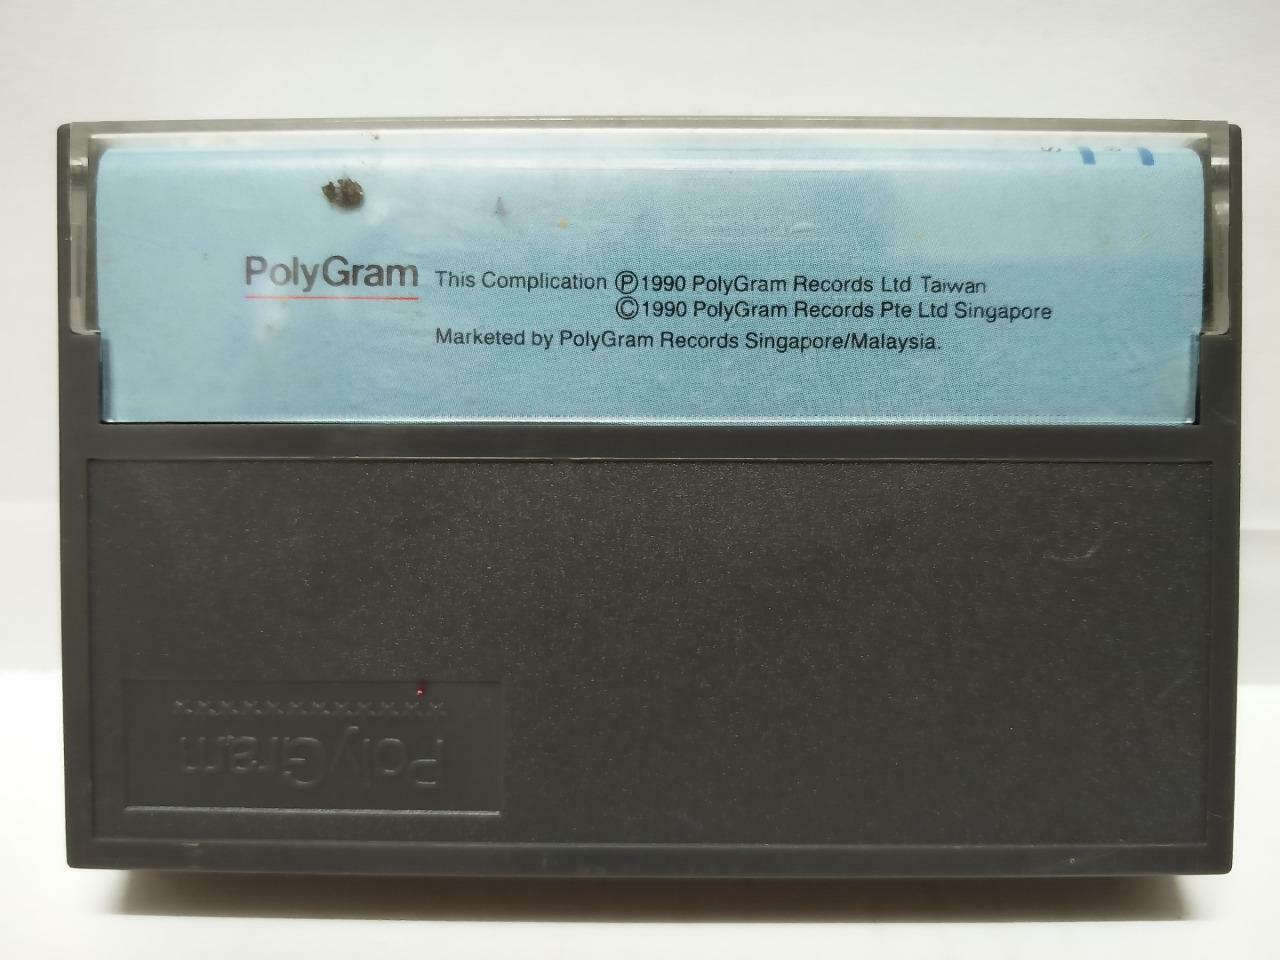 PolyGram
This Complication Ⓟ1990 PolyGram Records Ltd Taiwan
©1990 PolyGram Records Pte Ltd Singapore
Marketed by PolyGram Records Singapore/Malaysia.
PolyGram